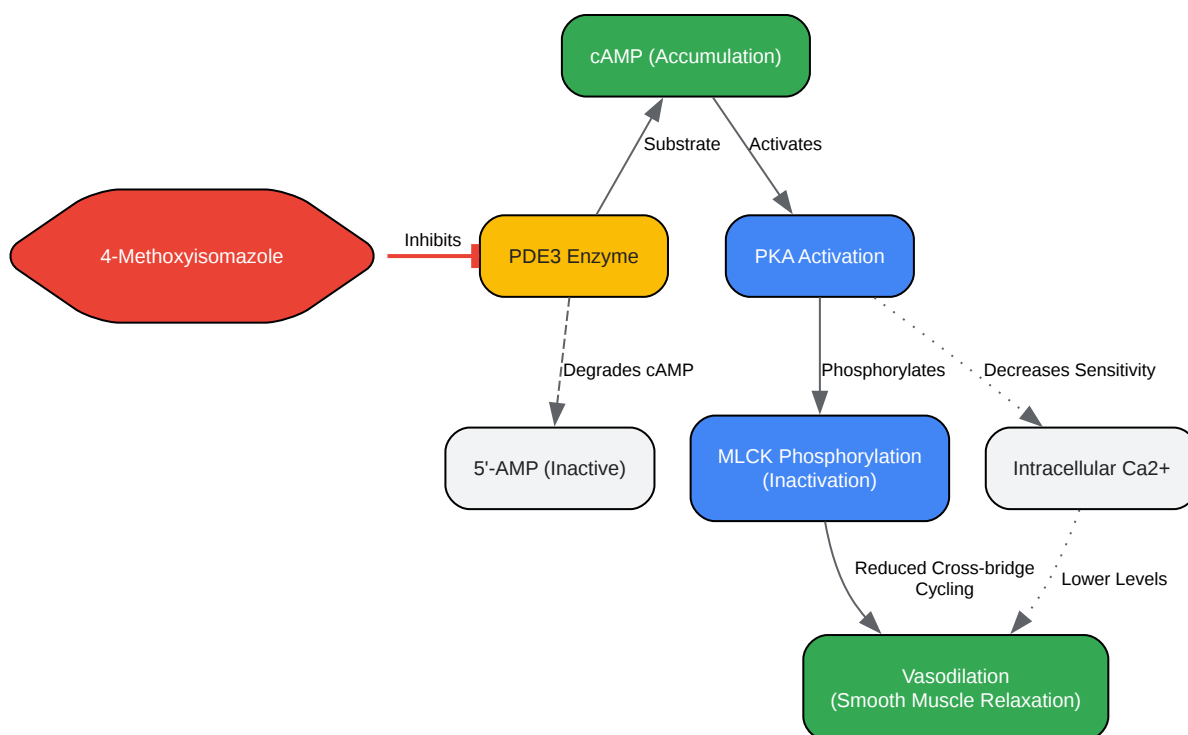 cAMP (Accumulation)
Substrate
Activates
4-Methoxyisomazole
Inhibits
PDE3 Enzyme
PKA Activation
Degrades cAMP
Phosphorylates
Decreases Sensitivity
5'-AMP (Inactive)
MLCK Phosphorylation
(Inactivation)
Intracellular Ca2+
Reduced Cross-bridge
Cycling
Lower Levels
Vasodilation
(Smooth Muscle Relaxation)